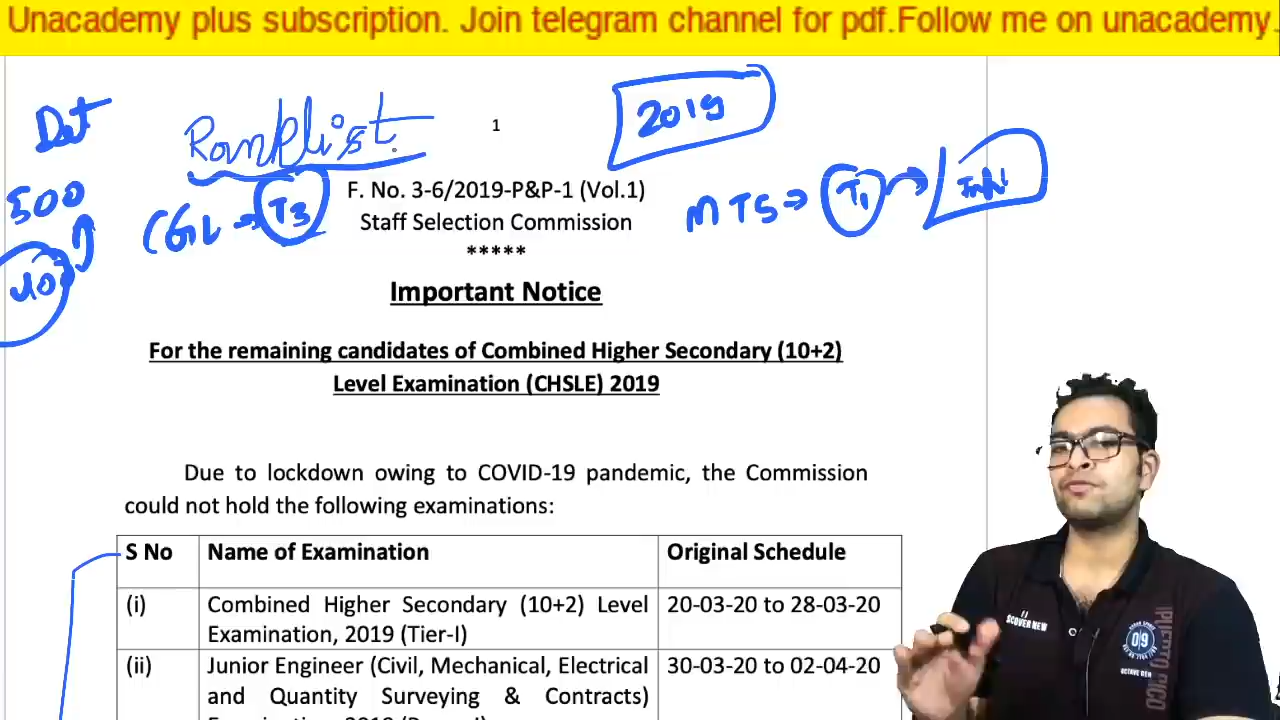 Unacademy plus subscription. Join telegram channel for pdf.Follow me on unacademy.
Ranklist
2019
1
500
CGL → T3
MTS → T1 →
F. No. 3-6/2019-P&P-1 (Vol.1)
Staff Selection Commission
*****
Important Notice
For the remaining candidates of Combined Higher Secondary (10+2)
Level Examination (CHSLE) 2019
Due to lockdown owing to COVID-19 pandemic, the Commission
could not hold the following examinations:
S No Name of Examination Original Schedule
(i) Combined Higher Secondary (10+2) Level 20-03-20 to 28-03-20
Examination, 2019 (Tier-I)
(ii) Junior Engineer (Civil, Mechanical, Electrical 30-03-20 to 02-04-20
and Quantity Surveying & Contracts)
SCOVER NEW
09